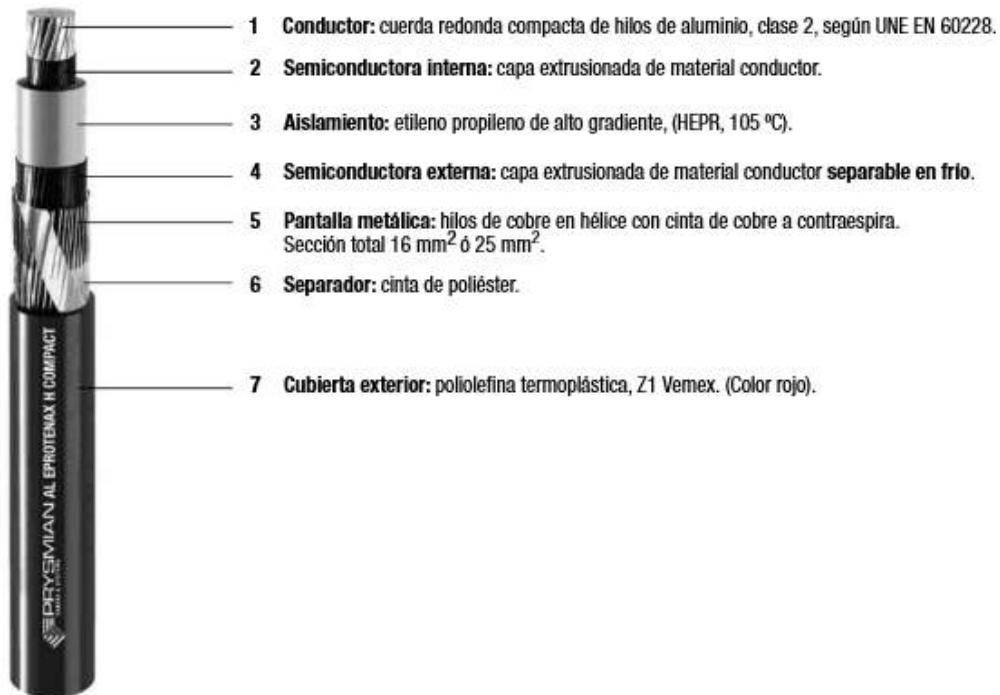 1 Conductor: cuerda redonda compacta de hilos de aluminio, clase 2, según UNE EN 60228.
2 Semiconductora interna: capa extrusionada de material conductor.
3 Aislamiento: etileno propileno de alto gradiente, (HEPR, 105 ºC).
4 Semiconductora externa: capa extrusionada de material conductor separable en frío.
5 Pantalla metálica: hilos de cobre en hélice con cinta de cobre a contraespira.
Sección total 16 mm² ó 25 mm².
6 Separador: cinta de poliéster.
7 Cubierta exterior: poliolefina termoplástica, Z1 Vemex. (Color rojo).
PRYSMIAN AL EPROTENAX H COMPACT